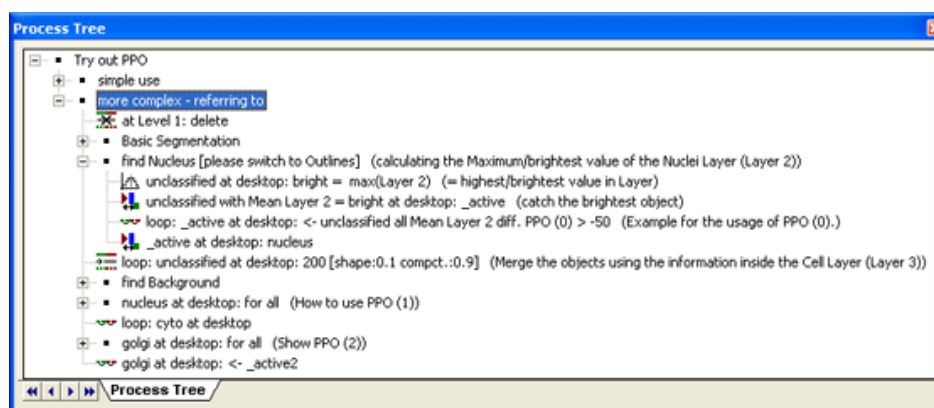 Process Tree
Try out PPO
simple use
more complex - referring to
at Level 1: delete
Basic Segmentation
find Nucleus [please switch to Outlines] (calculating the Maximum/brightest value of the Nuclei Layer (Layer 2))
unclassified at desktop: bright = max(Layer 2) (= highest/brightest value in Layer)
unclassified with Mean Layer 2 = bright at desktop: _active (catch the brightest object)
loop: _active at desktop: <- unclassified all Mean Layer 2 diff. PPO (0) > -50 (Example for the usage of PPO (0).)
_active at desktop: nucleus
loop: unclassified at desktop: 200 [shape:0.1 compct.:0.9] (Merge the objects using the information inside the Cell Layer (Layer 3))
find Background
nucleus at desktop: for all (How to use PPO (1))
loop: cyto at desktop
golgi at desktop: for all (Show PPO (2))
golgi at desktop: <- _active2
Process Tree